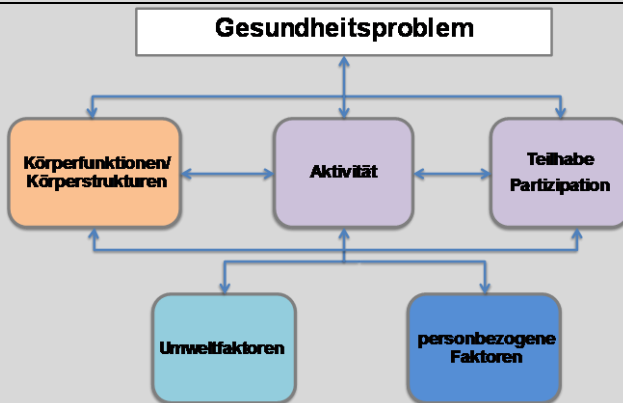 Gesundheitsproblem
Körperfunktionen/
Körperstrukturen
Aktivität
Teilhabe
Partizipation
Umweltfaktoren
personbezogene
Faktoren